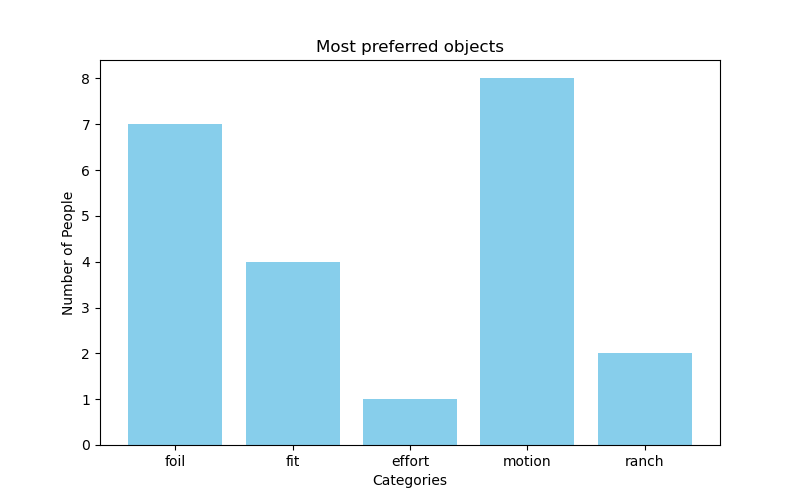 Most preferred objects
Number of People
8
7
6
5
4
3
2
1
0
foil fit effort motion ranch
Categories